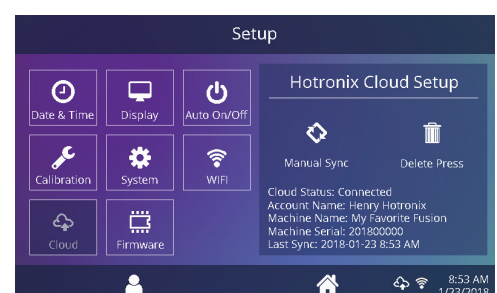 Setup
Date & Time
Display
Auto On/Off
Calibration
System
WIFI
Cloud
Firmware
Hotronix Cloud Setup
Manual Sync
Delete Press
Cloud Status: Connected
Account Name: Henry Hotronix
Machine Name: My Favorite Fusion
Machine Serial: 201800000
Last Sync: 2018-01-23 8:53 AM
8:53 AM
1/23/2018